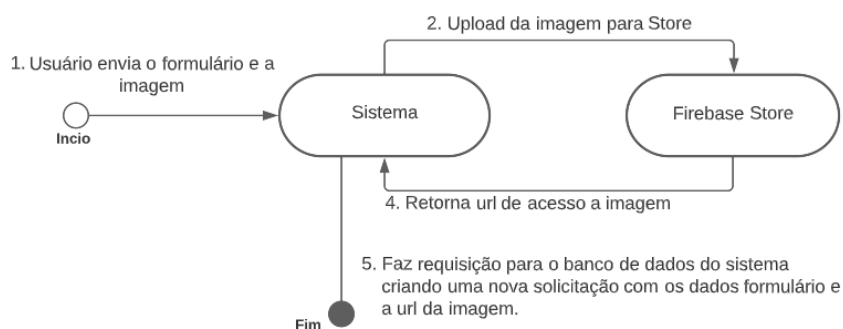 2. Upload da imagem para Store
1. Usuário envia o formulário e a
imagem
Sistema
Firebase Store
Incio
4. Retorna url de acesso a imagem
5. Faz requisição para o banco de dados do sistema
criando uma nova solicitação com os dados formulário e
a url da imagem.
Fim